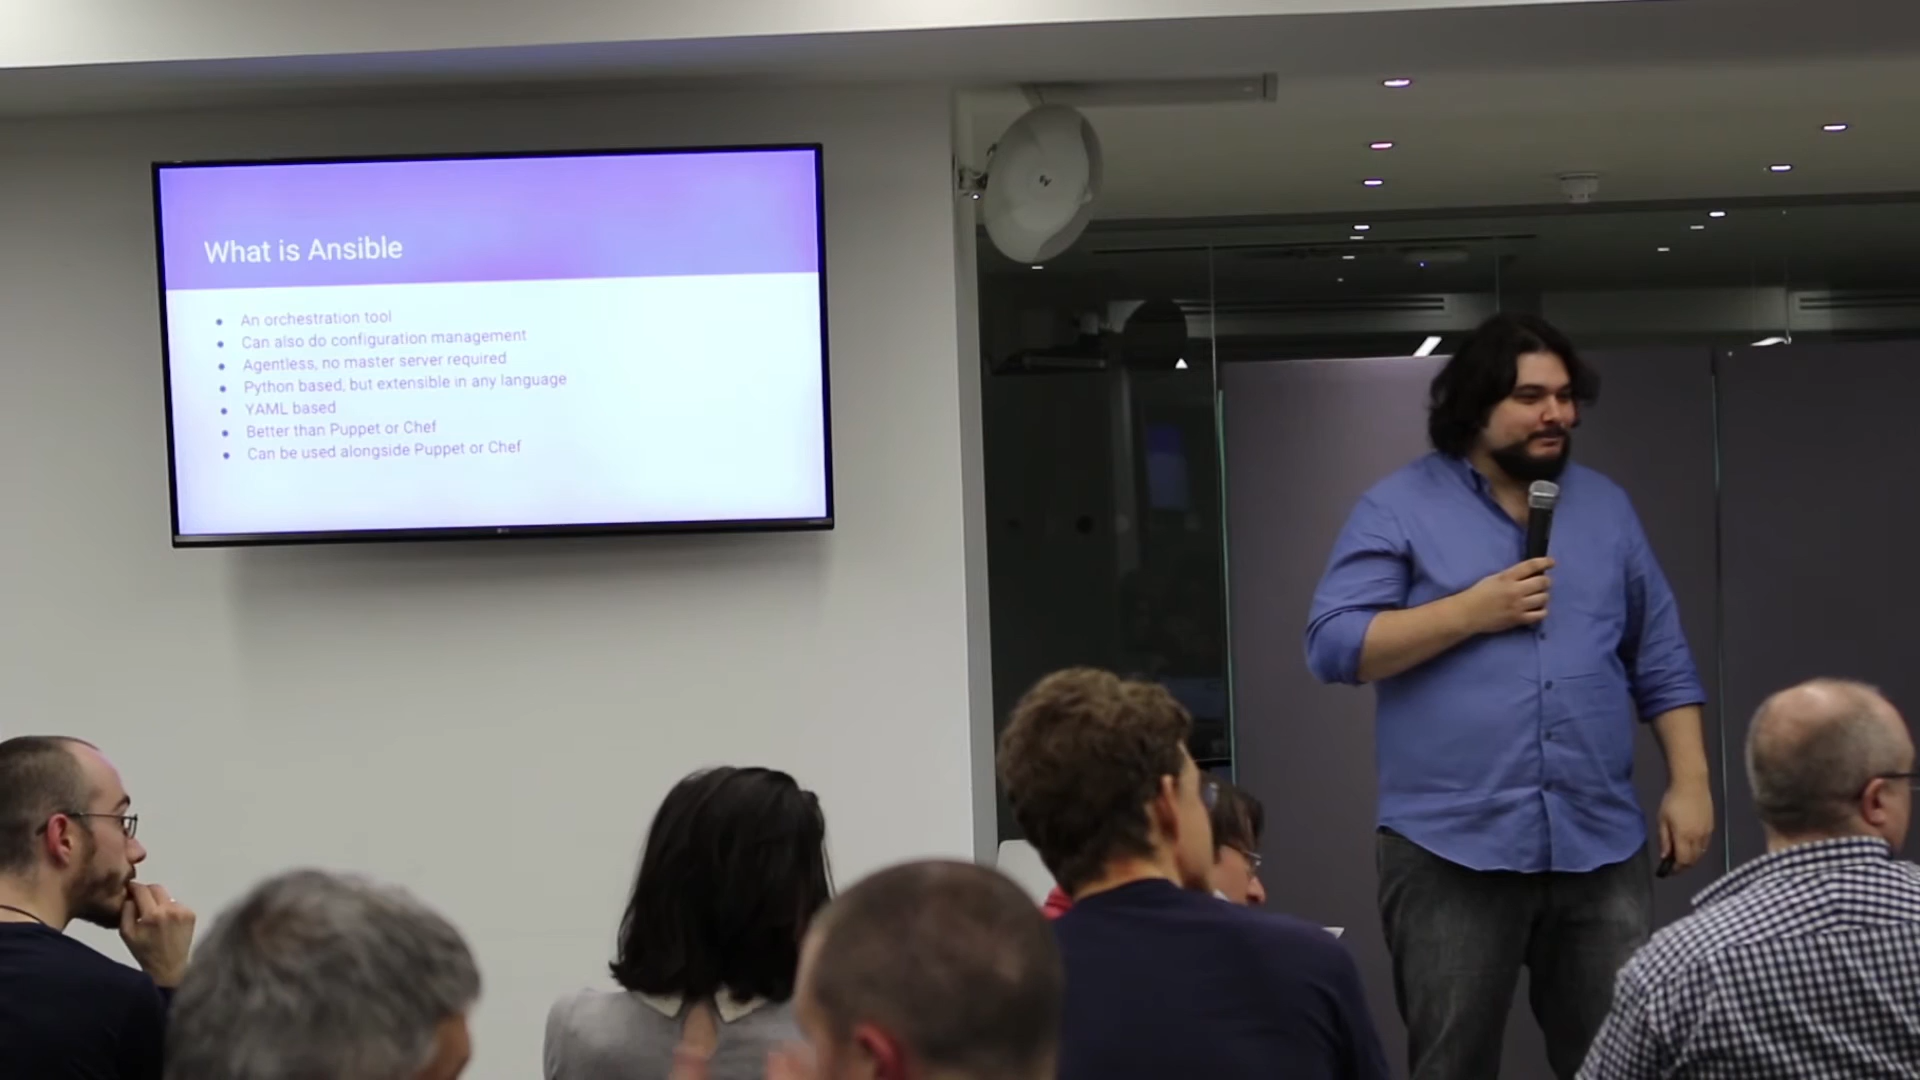 What is Ansible
An orchestration tool
Can also do configuration management
Agentless, no master server required
Python based, but extensible in any language
YAML based
Better than Puppet or Chef
Can be used alongside Puppet or Chef